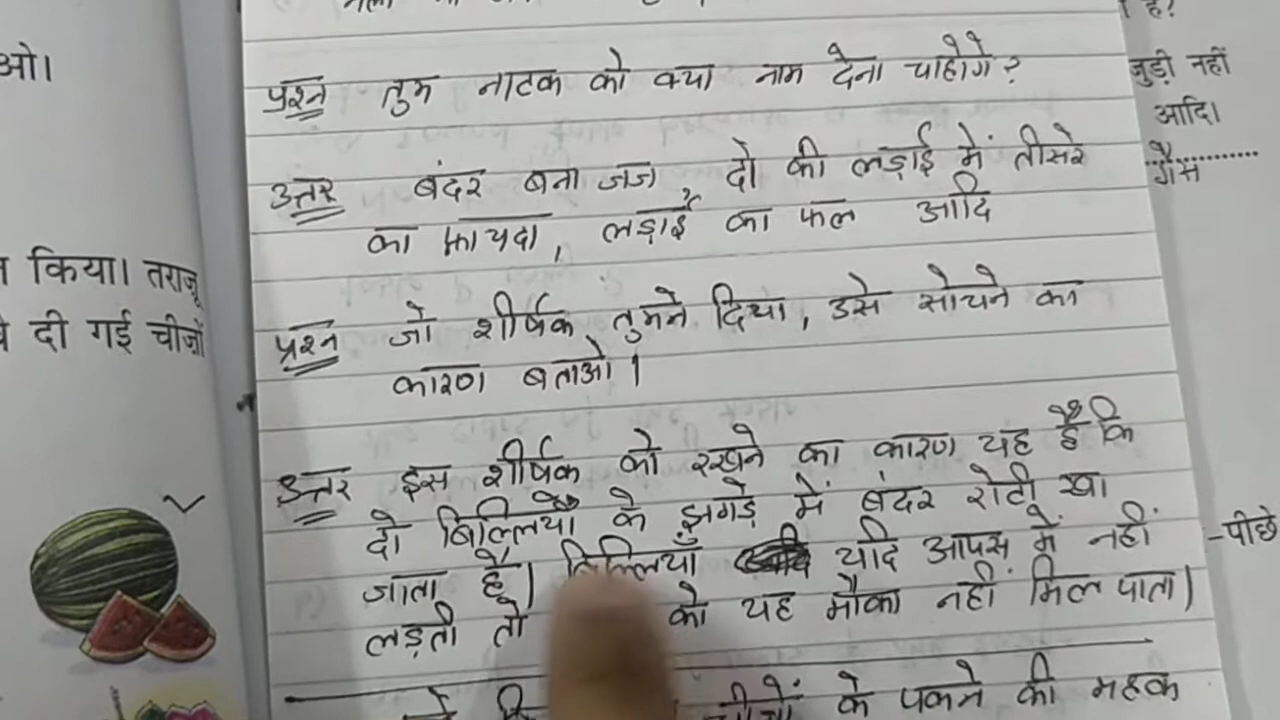 ओ।
किया। तराजू
दी गई चीज़ों
प्रश्न तुम नाटक को क्या नाम देना चाहोगे?
उत्तर बंदर बना जज, दो की लड़ाई में तीसरे
का फायदा, लड़ाई का फल आदि
प्रश्न जो शीर्षक तुमने दिया, उसे सोचने का
कारण बताओ।
उत्तर इस शीर्षक को रखने का कारण यह है कि
दो बिल्लियों के झगड़े में बंदर रोटी खा
जाता है। बिल्लियाँ यदि आपस में नहीं
लड़ती तो को यह मौका नहीं मिल पाता।
के पकने की महक
है?
जुड़ी नहीं
आदि।
गैस
-पीछे